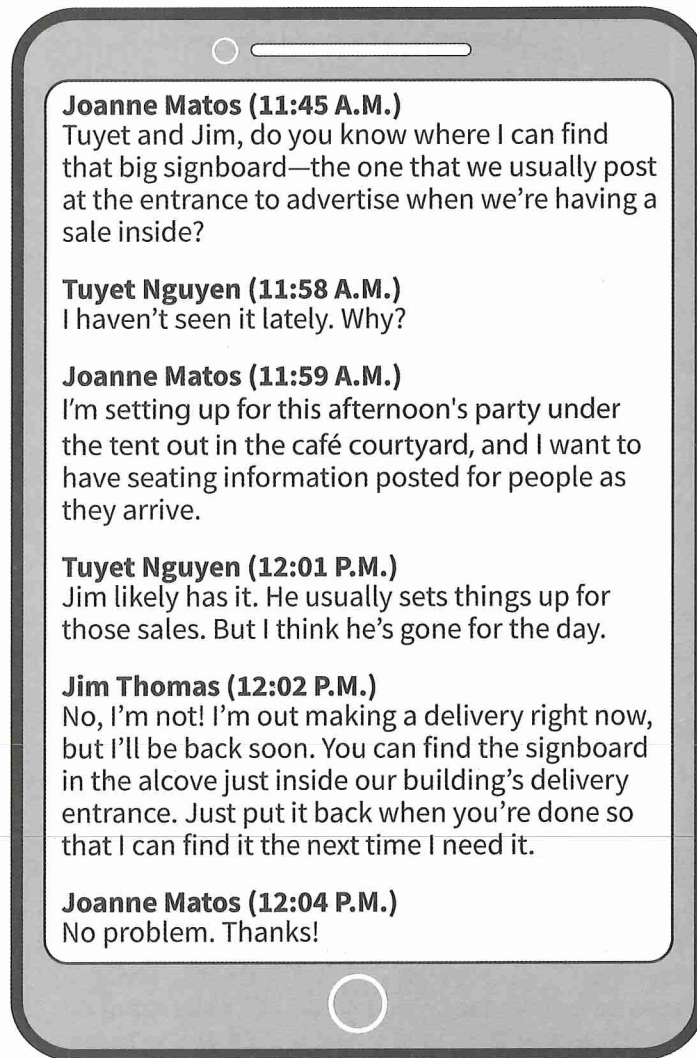 Joanne Matos (11:45 A.M.)
Tuyet and Jim, do you know where I can find
that big signboard—the one that we usually post
at the entrance to advertise when we're having a
sale inside?
Tuyet Nguyen (11:58 A.M.)
I haven't seen it lately. Why?
Joanne Matos (11:59 A.M.)
I'm setting up for this afternoon's party under
the tent out in the café courtyard, and I want to
have seating information posted for people as
they arrive.
Tuyet Nguyen (12:01 P.M.)
Jim likely has it. He usually sets things up for
those sales. But I think he's gone for the day.
Jim Thomas (12:02 P.M.)
No, I'm not! I'm out making a delivery right now,
but I'll be back soon. You can find the signboard
in the alcove just inside our building's delivery
entrance. Just put it back when you're done so
that I can find it the next time I need it.
Joanne Matos (12:04 P.M.)
No problem. Thanks!